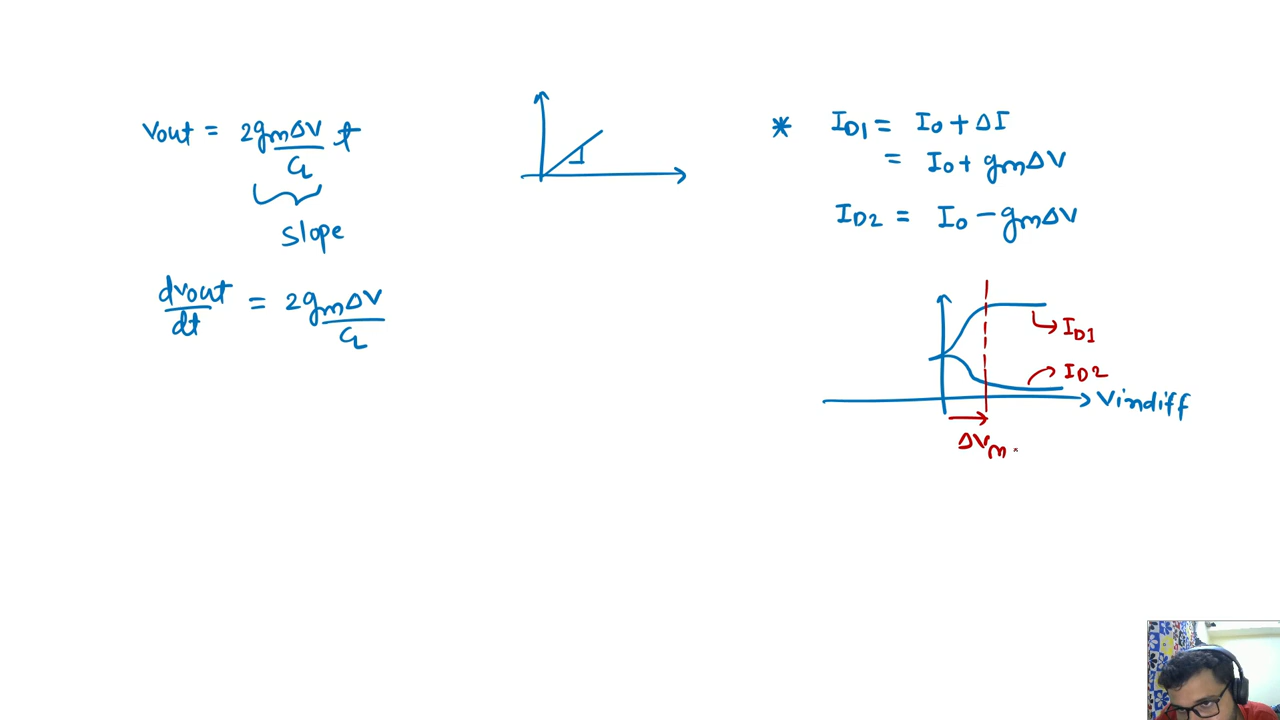 Vout = 2gmΔV/CL t
slope
dvout/dt = 2gmΔV/CL
* ID1 = I0 + ΔI
= I0 + gmΔV
ID2 = I0 - gmΔV
ID1
ID2
Vindiff
ΔVm